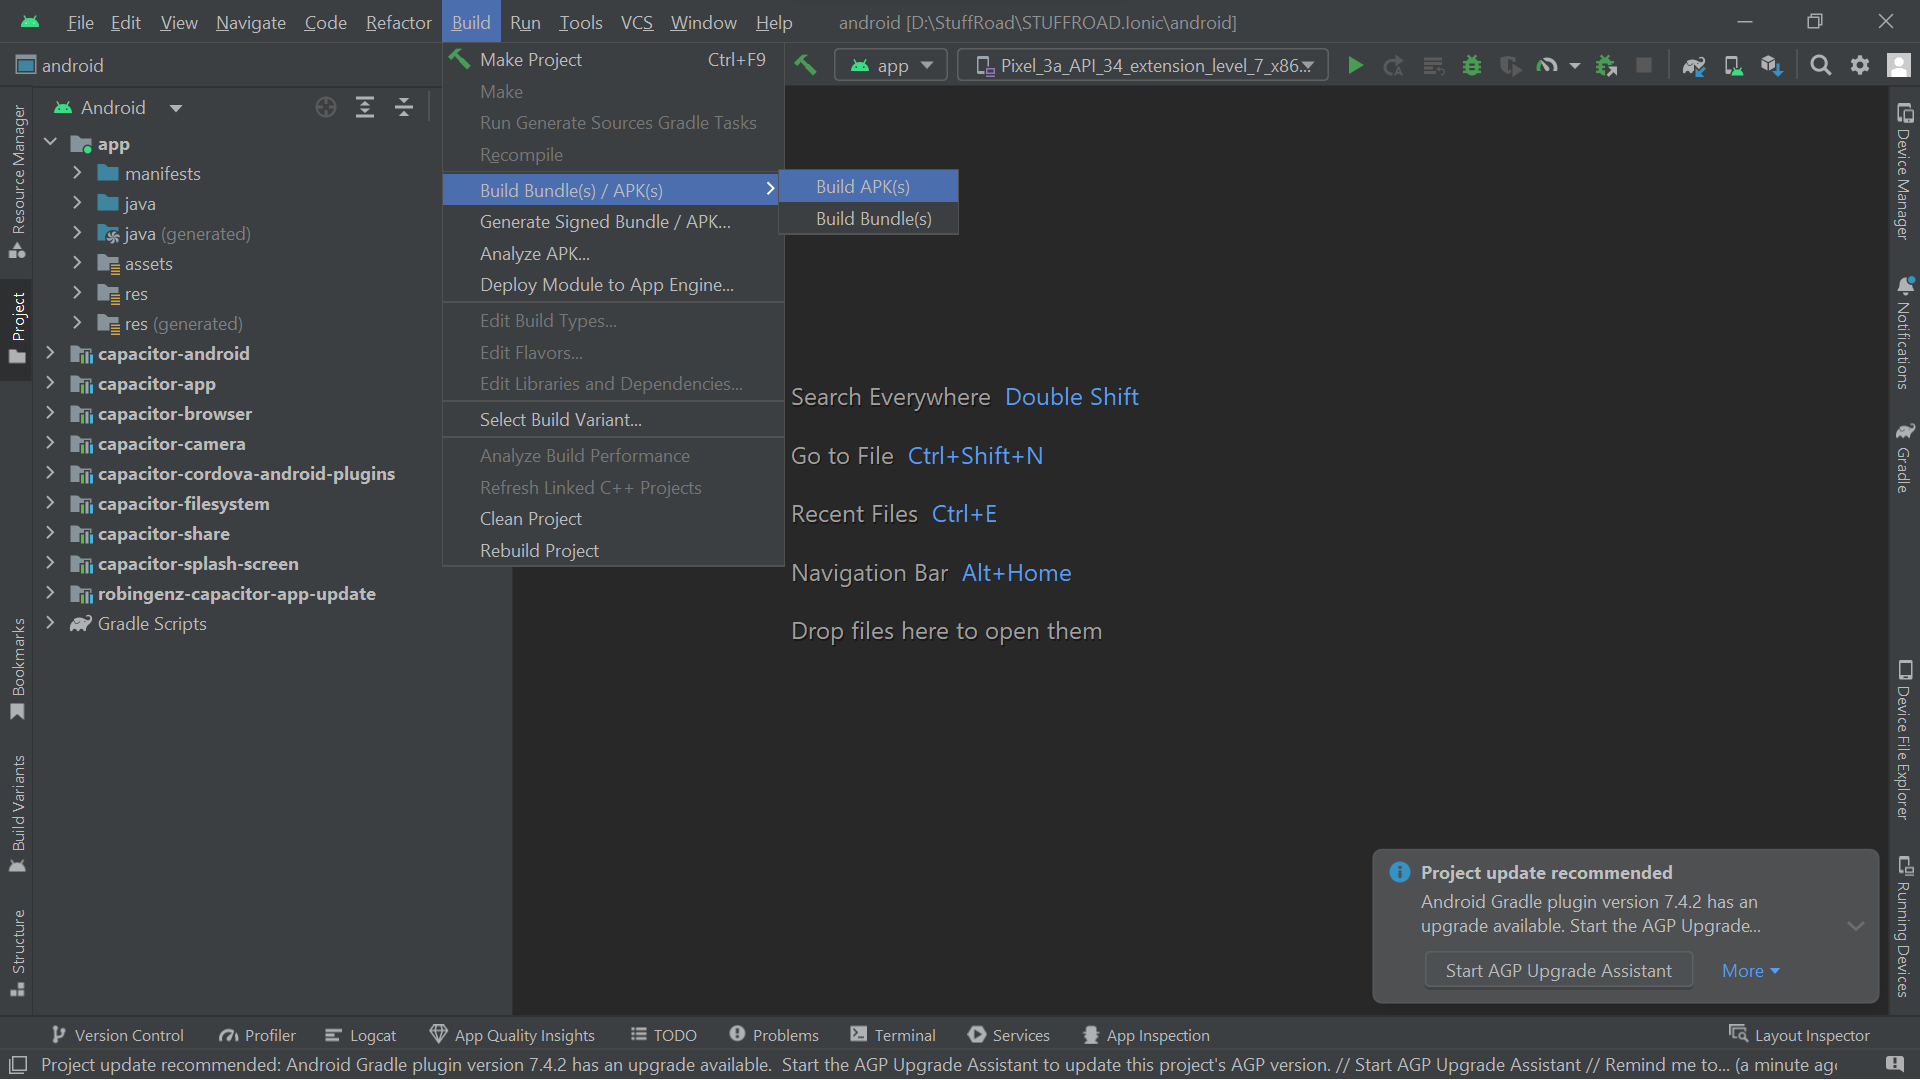 File Edit View Navigate Code Refactor Build Run Tools VCS Window Help android [D:\StuffRoad\STUFFROAD.Ionic\android]
android
app
Pixel_3a_API_34_extension_level_7_x86...
Make Project Ctrl+F9
Make
Run Generate Sources Gradle Tasks
Recompile
Build Bundle(s) / APK(s)
Generate Signed Bundle / APK...
Analyze APK...
Deploy Module to App Engine...
Edit Build Types...
Edit Flavors...
Edit Libraries and Dependencies...
Select Build Variant...
Analyze Build Performance
Refresh Linked C++ Projects
Clean Project
Rebuild Project
Build APK(s)
Build Bundle(s)
Resource Manager
Project
Bookmarks
Build Variants
Structure
Android
app
manifests
java
java (generated)
assets
res
res (generated)
capacitor-android
capacitor-app
capacitor-browser
capacitor-camera
capacitor-cordova-android-plugins
capacitor-filesystem
capacitor-share
capacitor-splash-screen
robingenz-capacitor-app-update
Gradle Scripts
Search Everywhere Double Shift
Go to File Ctrl+Shift+N
Recent Files Ctrl+E
Navigation Bar Alt+Home
Drop files here to open them
Device Manager
Notifications
Gradle
Device File Explorer
Running Devices
Project update recommended
Android Gradle plugin version 7.4.2 has an
upgrade available. Start the AGP Upgrade...
Start AGP Upgrade Assistant More
Version Control Profiler Logcat App Quality Insights TODO Problems Terminal Services App Inspection Layout Inspector
Project update recommended: Android Gradle plugin version 7.4.2 has an upgrade available. Start the AGP Upgrade Assistant to update this project's AGP version. // Start AGP Upgrade Assistant // Remind me to... (a minute ago